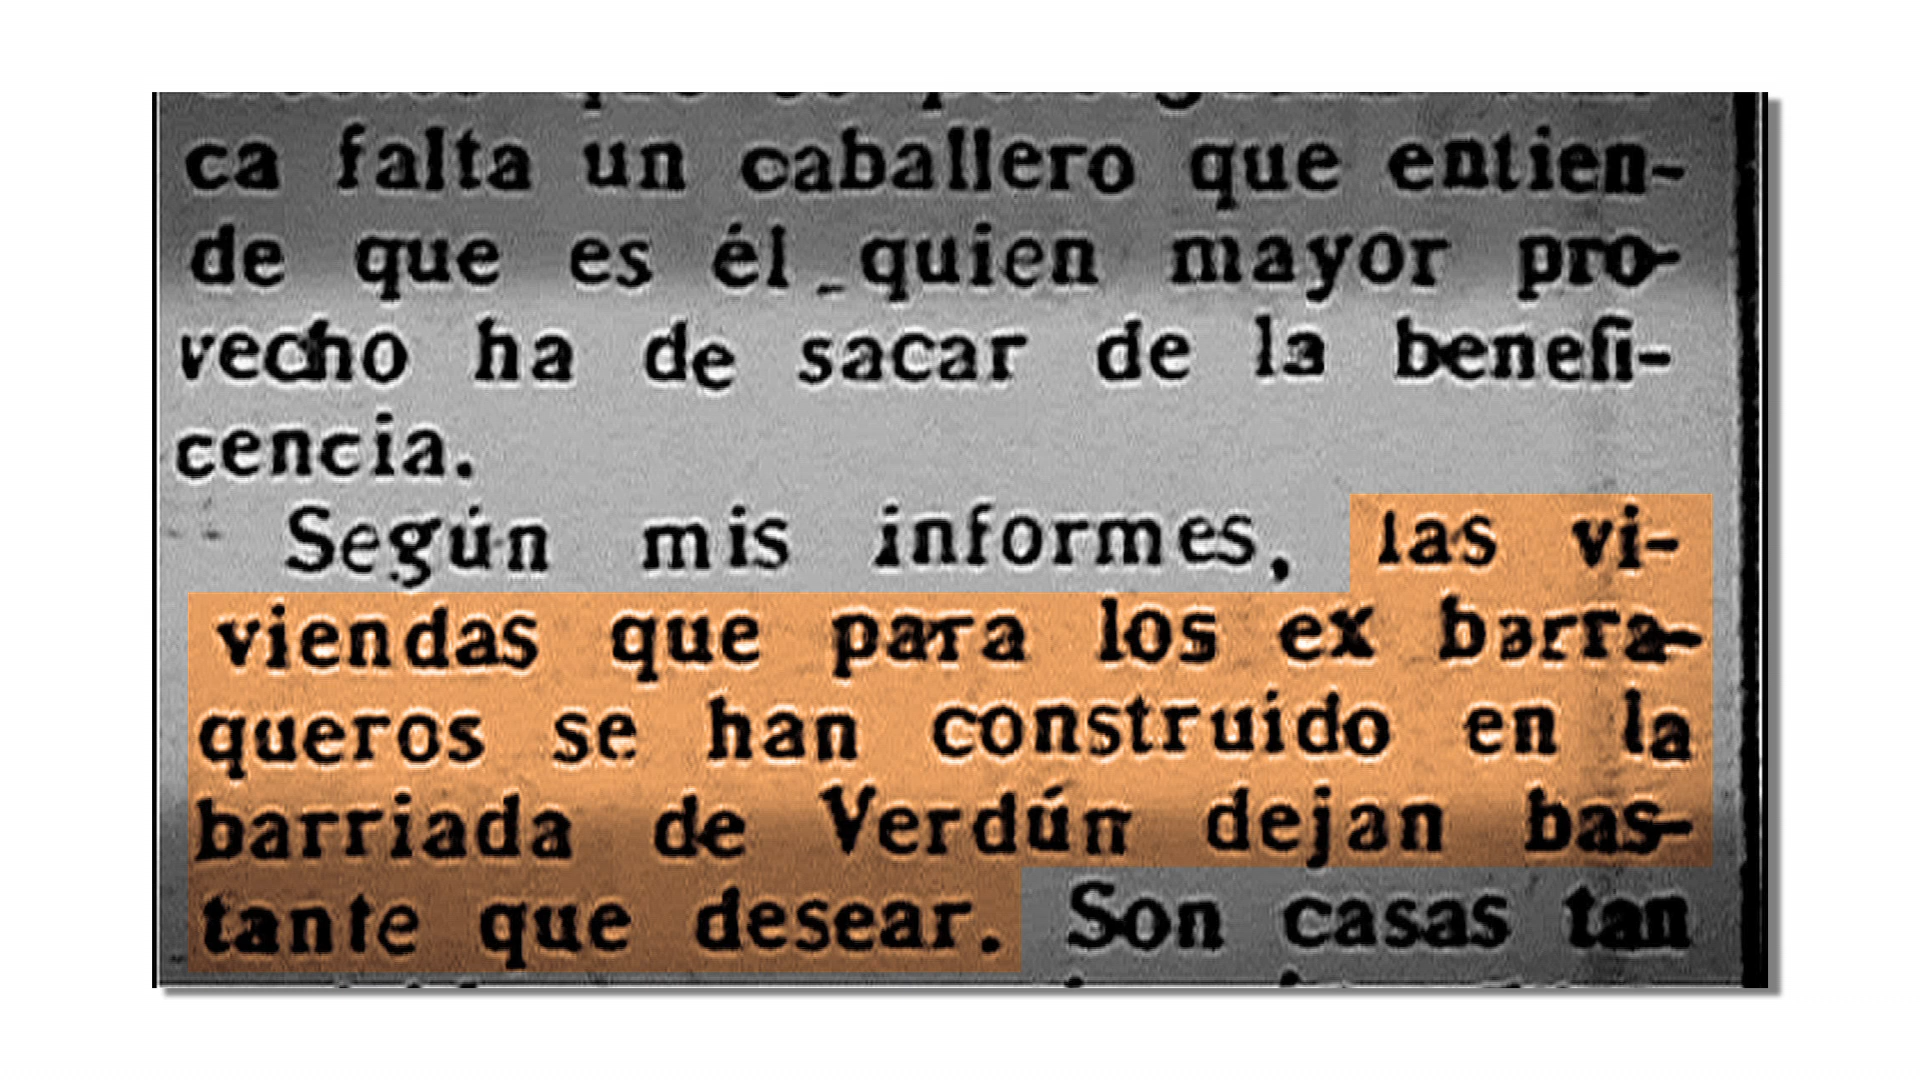 ca falta un caballero que entien-
de que es él quien mayor pro-
vecho ha de sacar de la benefi-
cencia.
Según mis informes, las vi-
viendas que para los ex barra-
queros se han construido en la
barriada de Verdún dejan bas-
tante que desear. Son casas tan